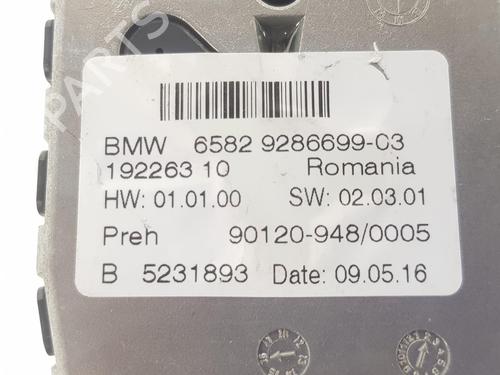 BMW 6582 9286699-03
192263 10 Romania
HW: 01.01.00 SW: 02.03.01
Preh 90120-948/0005
B 5231893 Date: 09.05.16
PARTS